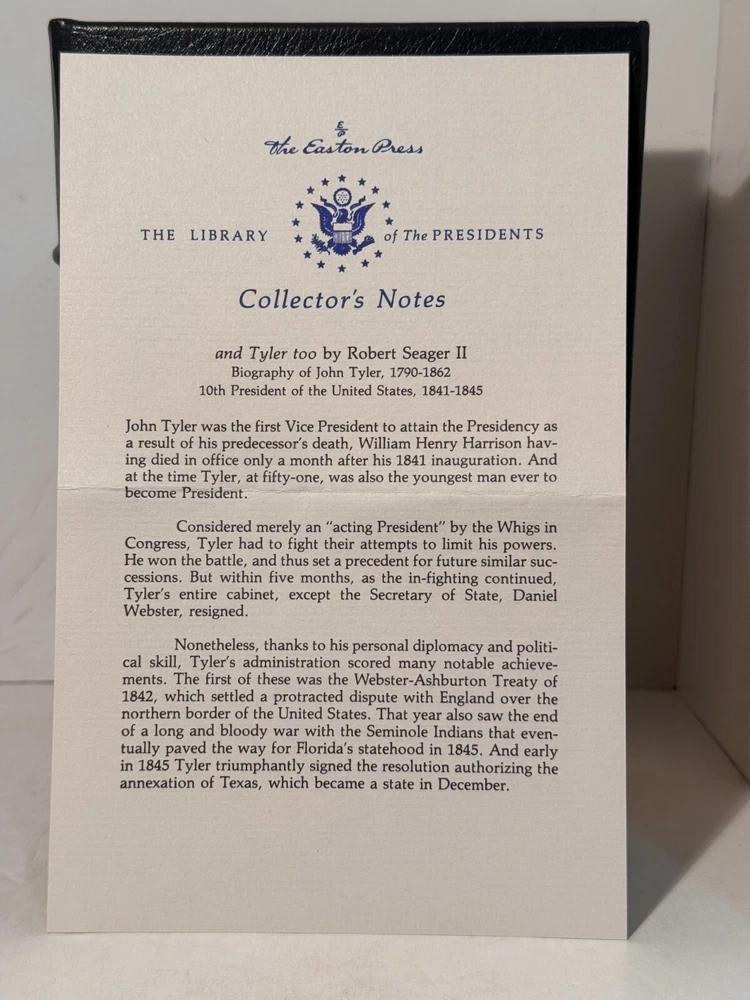 E/P
The Easton Press
THE LIBRARY of The PRESIDENTS
Collector's Notes
and Tyler too by Robert Seager II
Biography of John Tyler, 1790-1862
10th President of the United States, 1841-1845
John Tyler was the first Vice President to attain the Presidency as
a result of his predecessor's death, William Henry Harrison hav-
ing died in office only a month after his 1841 inauguration. And
at the time Tyler, at fifty-one, was also the youngest man ever to
become President.
Considered merely an "acting President" by the Whigs in
Congress, Tyler had to fight their attempts to limit his powers.
He won the battle, and thus set a precedent for future similar suc-
cessions. But within five months, as the in-fighting continued,
Tyler's entire cabinet, except the Secretary of State, Daniel
Webster, resigned.
Nonetheless, thanks to his personal diplomacy and politi-
cal skill, Tyler's administration scored many notable achieve-
ments. The first of these was the Webster-Ashburton Treaty of
1842, which settled a protracted dispute with England over the
northern border of the United States. That year also saw the end
of a long and bloody war with the Seminole Indians that even-
tually paved the way for Florida's statehood in 1845. And early
in 1845 Tyler triumphantly signed the resolution authorizing the
annexation of Texas, which became a state in December.